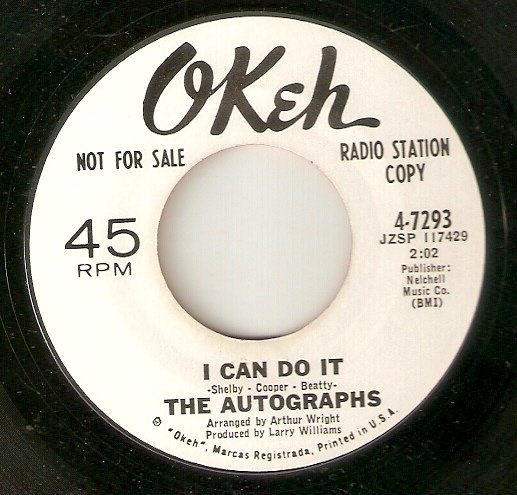 OKeh
NOT FOR SALE
RADIO STATION
COPY
45
RPM
4-7293
JZSP 117429
2:02
Publisher:
Nelchell
Music Co.
(BMI)
I CAN DO IT
-Shelby - Cooper - Beatty-
THE AUTOGRAPHS
Arranged by Arthur Wright
Produced by Larry Williams
© "Okeh", Marcas Registrada, Printed in U.S.A.